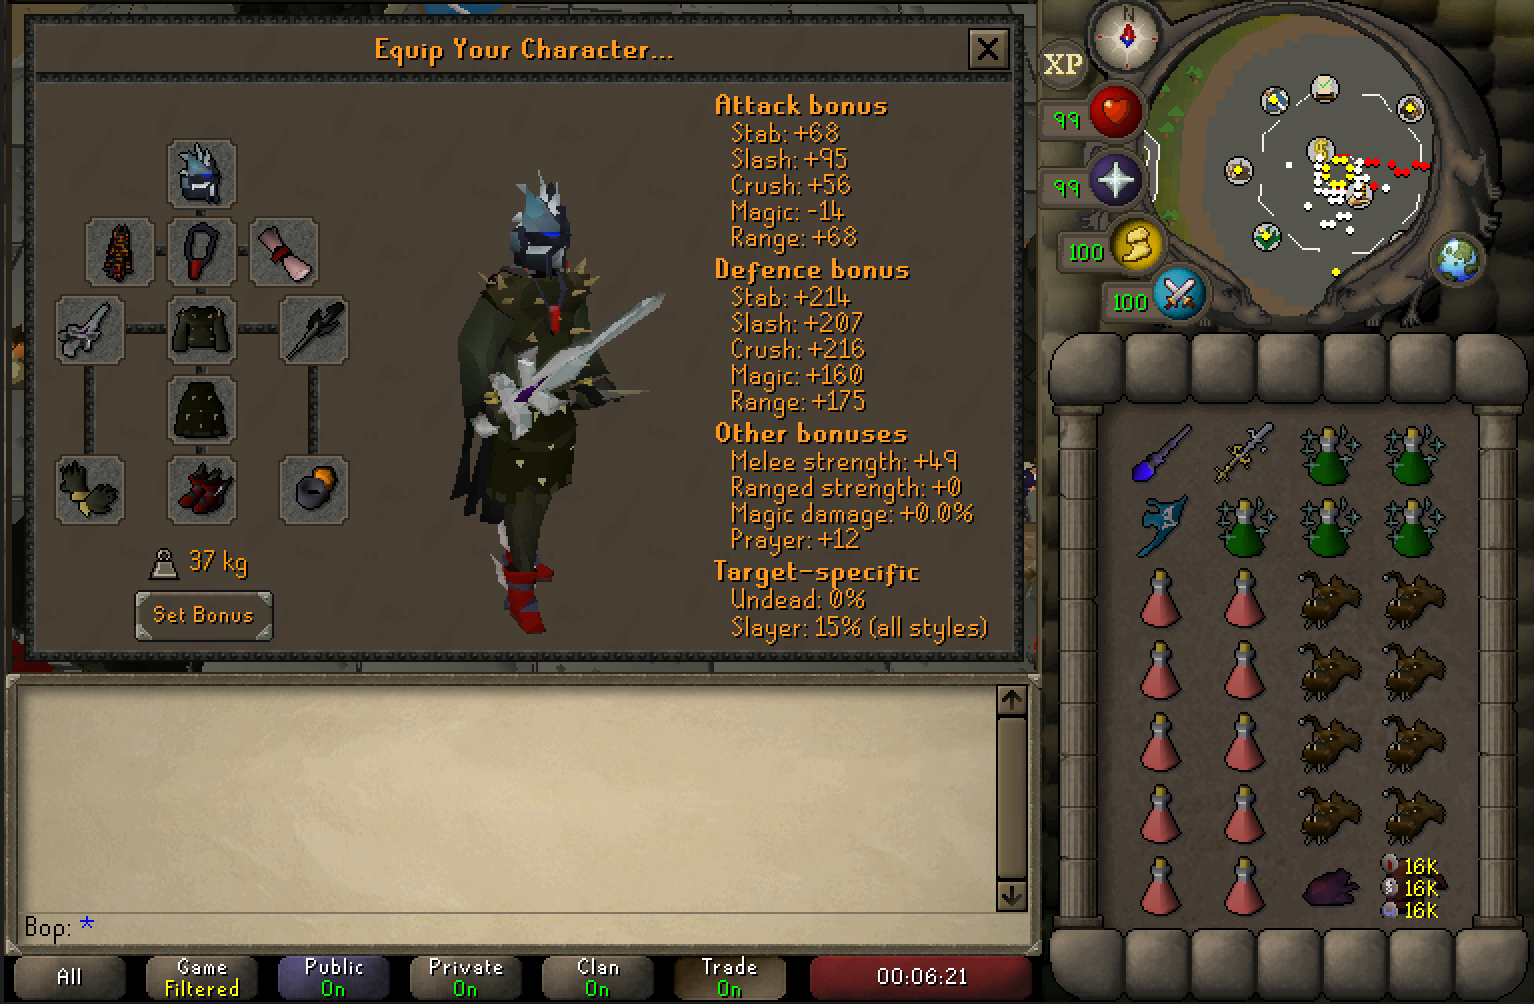 Equip Your Character...
Attack bonus
Stab: +68
Slash: +95
Crush: +56
Magic: -14
Range: +68
Defence bonus
Stab: +214
Slash: +207
Crush: +216
Magic: +160
Range: +175
Other bonuses
Melee strength: +49
Ranged strength: +0
Magic damage: +0.0%
Prayer: +12
Target-specific
Undead: 0%
Slayer: 15% (all styles)
37 kg
Set Bonus
N
XP
99
99
100
100
16K
16K
16K
Bop: *
All
Game
Filtered
Public
On
Private
On
Clan
On
Trade
On
00:06:21